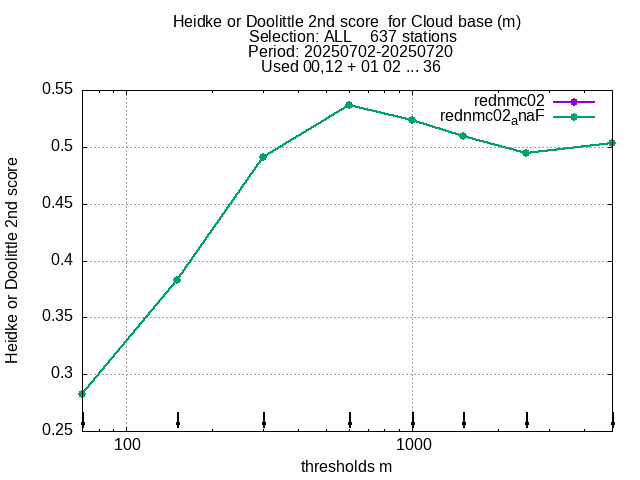 Heidke or Doolittle 2nd score  for Cloud base (m)
Selection: ALL    637 stations
Period: 20250702-20250720
Used 00,12 + 01 02 ... 36
rednmc02
rednmc02anaF
0.55
0.5
0.45
0.4
0.35
0.3
0.25
Heidke or Doolittle 2nd score
100
1000
thresholds m